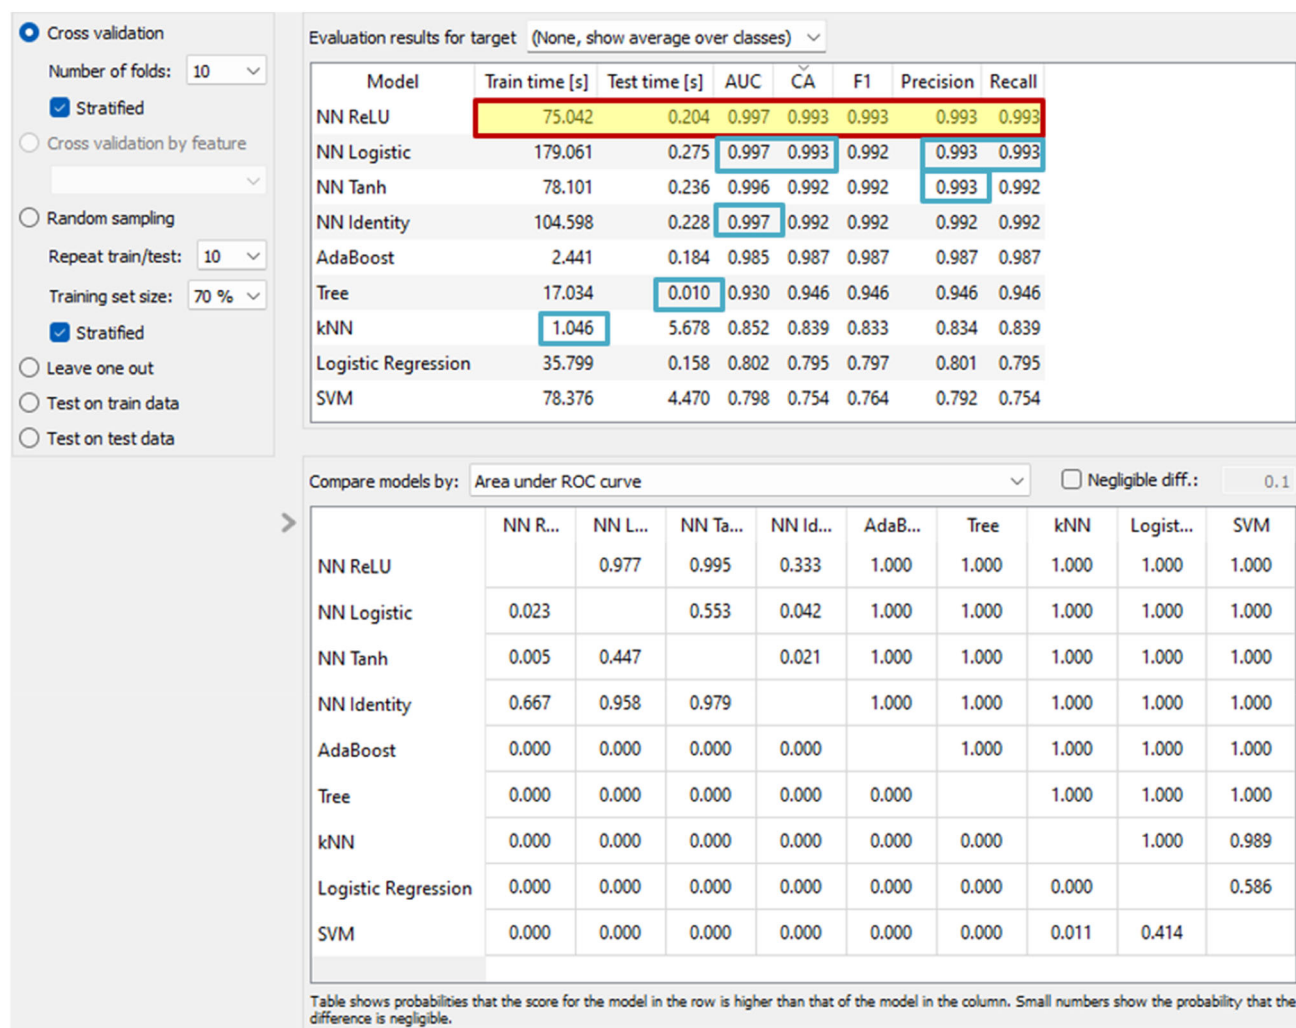 Cross validation
Number of folds: 10
Stratified
Cross validation by feature
Random sampling
Repeat train/test: 10
Training set size: 70 %
Stratified
Leave one out
Test on train data
Test on test data
Evaluation results for target (None, show average over classes)
Model Train time [s] Test time [s] AUC CA F1 Precision Recall
NN ReLU 75.042 0.204 0.997 0.993 0.993 0.993 0.993
NN Logistic 179.061 0.275 0.997 0.993 0.992 0.993 0.993
NN Tanh 78.101 0.236 0.996 0.992 0.992 0.993 0.992
NN Identity 104.598 0.228 0.997 0.992 0.992 0.992 0.992
AdaBoost 2.441 0.184 0.985 0.987 0.987 0.987 0.987
Tree 17.034 0.010 0.930 0.946 0.946 0.946 0.946
kNN 1.046 5.678 0.852 0.839 0.833 0.834 0.839
Logistic Regression 35.799 0.158 0.802 0.795 0.797 0.801 0.795
SVM 78.376 4.470 0.798 0.754 0.764 0.792 0.754
Compare models by: Area under ROC curve Negligible diff.: 0.1
NN R... NN L... NN Ta... NN Id... AdaB... Tree kNN Logist... SVM
NN ReLU 0.977 0.995 0.333 1.000 1.000 1.000 1.000 1.000
NN Logistic 0.023 0.553 0.042 1.000 1.000 1.000 1.000 1.000
NN Tanh 0.005 0.447 0.021 1.000 1.000 1.000 1.000 1.000
NN Identity 0.667 0.958 0.979 1.000 1.000 1.000 1.000 1.000
AdaBoost 0.000 0.000 0.000 0.000 1.000 1.000 1.000 1.000
Tree 0.000 0.000 0.000 0.000 0.000 1.000 1.000 1.000
kNN 0.000 0.000 0.000 0.000 0.000 0.000 1.000 0.989
Logistic Regression 0.000 0.000 0.000 0.000 0.000 0.000 0.000 0.586
SVM 0.000 0.000 0.000 0.000 0.000 0.000 0.011 0.414
Table shows probabilities that the score for the model in the row is higher than that of the model in the column. Small numbers show the probability that the
difference is negligible.